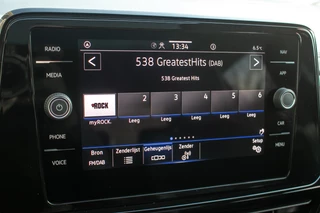 RADIO
MEDIA
PHONE
VOICE
13:34
6.5°C
538 GreatestHits (DAB)
538 Greatest Hits
ROCK 2 3 4 5 6
myROCK. Leeg Leeg Leeg Leeg Leeg
Setup
Bron Zenderlijst Geheugenlijst Zender
FM/DAB
NAV
APP
CAR
MENU